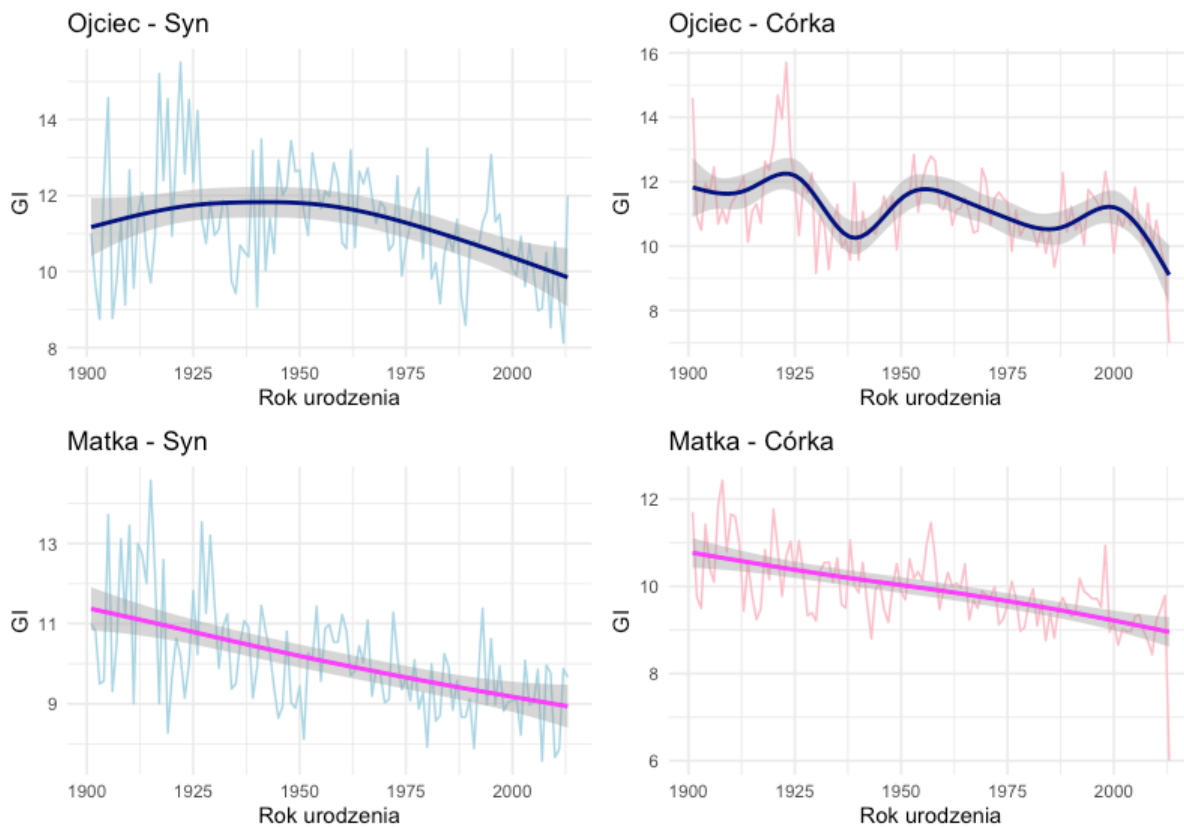 Ojciec - Syn
14
12
10
8
GI
1900 1925 1950 1975 2000
Rok urodzenia
Ojciec - Córka
16
14
12
10
8
GI
1900 1925 1950 1975 2000
Rok urodzenia
Matka - Syn
13
11
9
GI
1900 1925 1950 1975 2000
Rok urodzenia
Matka - Córka
12
10
8
6
GI
1900 1925 1950 1975 2000
Rok urodzenia